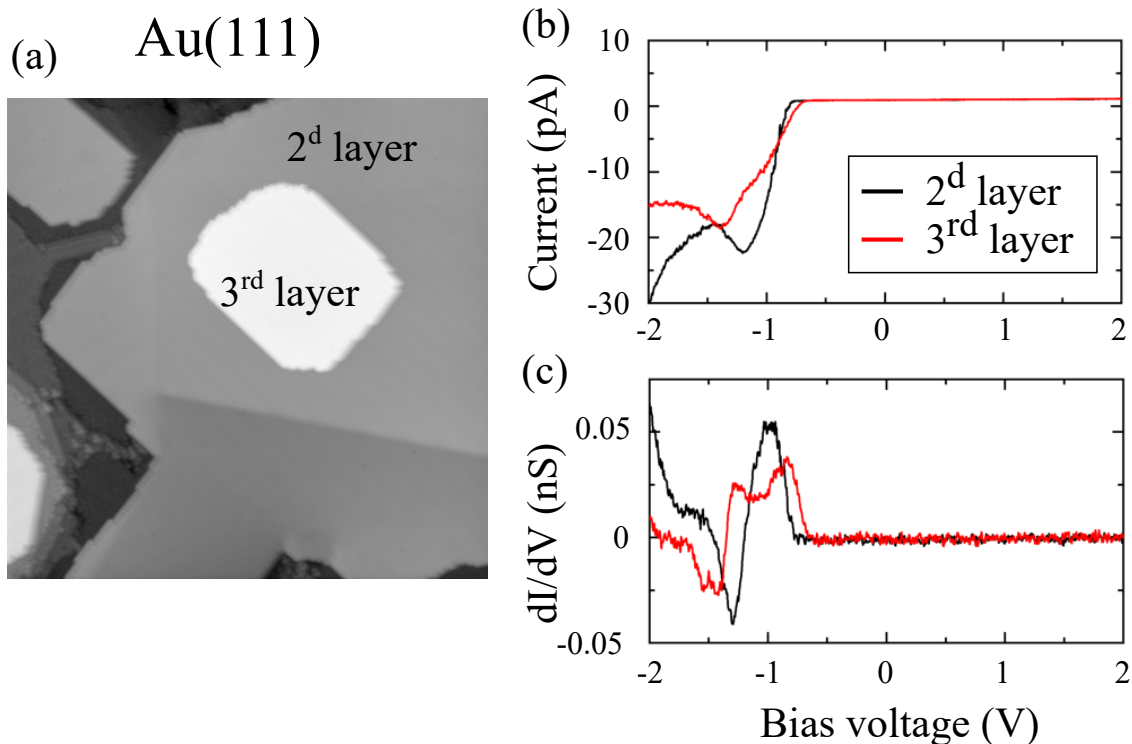 Au(111)
(a)
2d layer
3rd layer
(b)
Current (pA)
10
0
-10
-20
-30
-2 -1 0 1 2
2d layer
3rd layer
(c)
dI/dV (nS)
0.05
0
-0.05
-2 -1 0 1 2
Bias voltage (V)